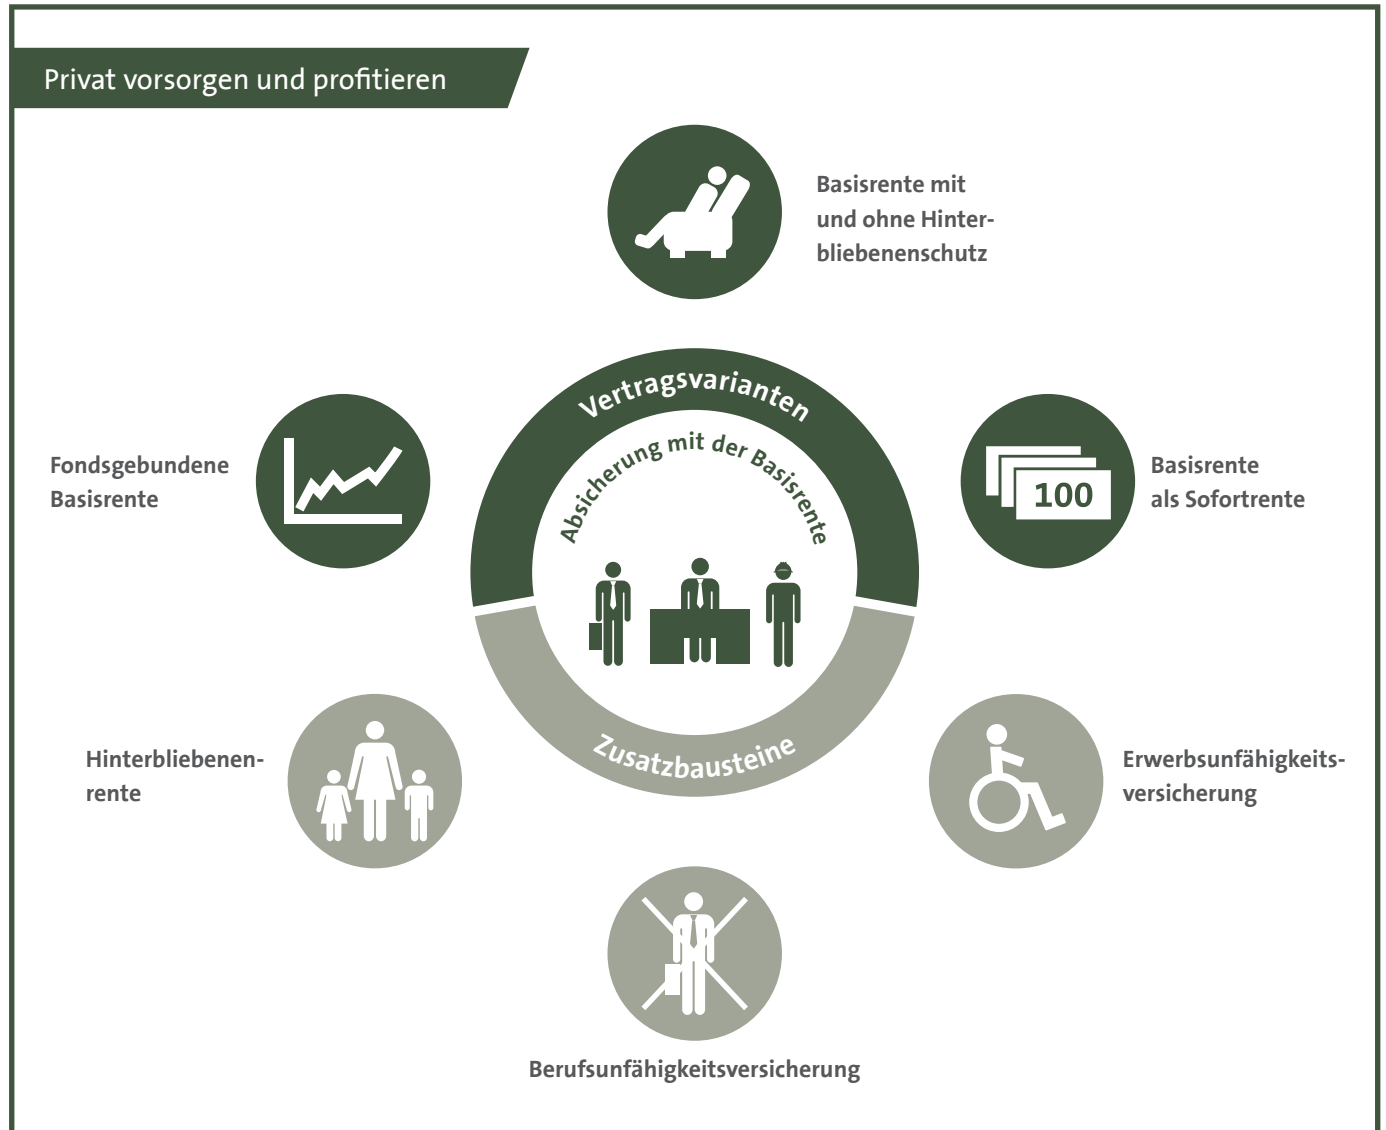 Privat vorsorgen und profitieren
Basisrente mit
und ohne Hinter-
bliebenenschutz
Vertragsvarianten
Absicherung mit der Basisrente
Fondsgebundene
Basisrente
100
Basisrente
als Sofortrente
Zusatzbausteine
Hinterbliebenen-
rente
Erwerbsunfähigkeits-
versicherung
Berufsunfähigkeitsversicherung